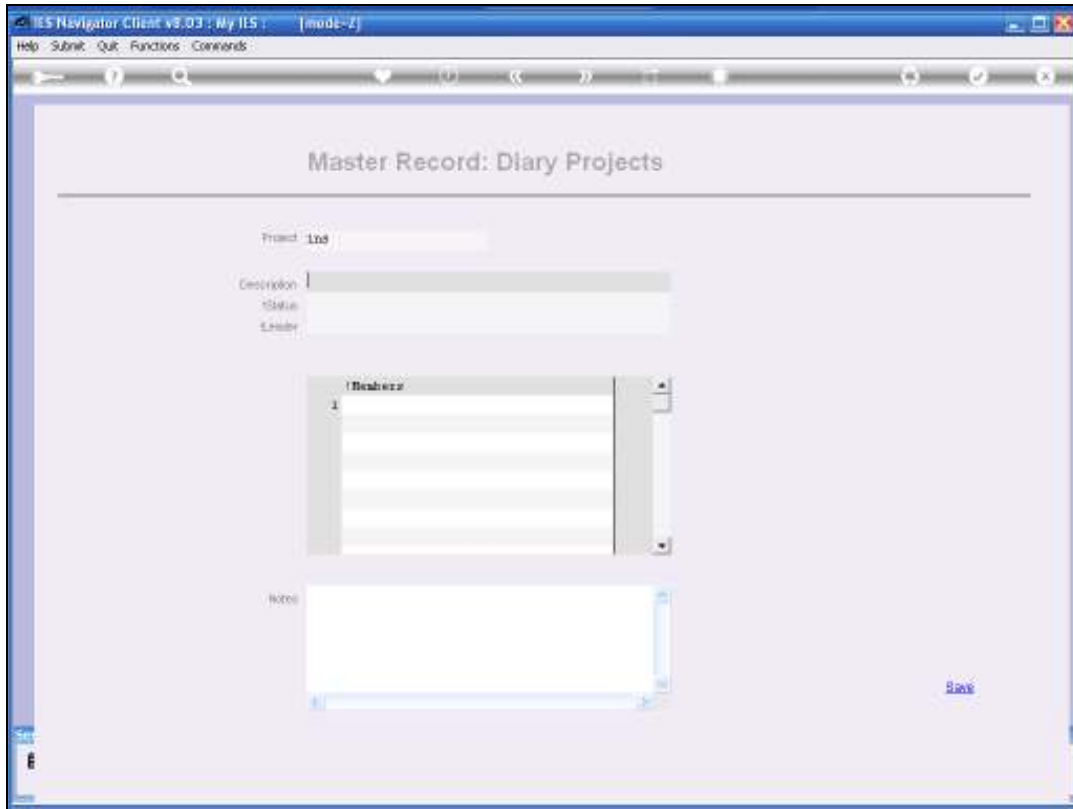 IES Navigator Client v8.03 : My IES : [mode-2]
Help Submit Quit Functions Commands
Master Record: Diary Projects
Project ins
Description
!Status
!Leader
!Members
1
Notes
Save